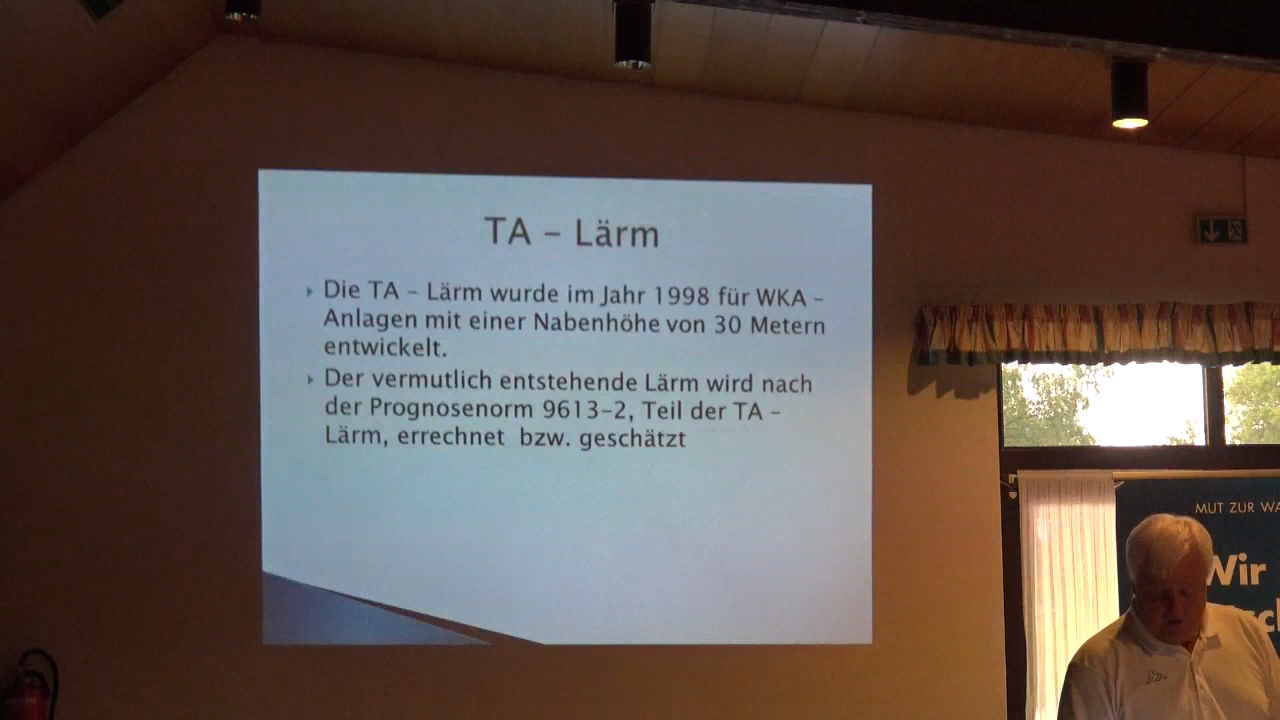 TA – Lärm
Die TA – Lärm wurde im Jahr 1998 für WKA –
Anlagen mit einer Nabenhöhe von 30 Metern
entwickelt.
Der vermutlich entstehende Lärm wird nach
der Prognosenorm 9613-2, Teil der TA –
Lärm, errechnet  bzw. geschätzt
MUT ZUR
Wir